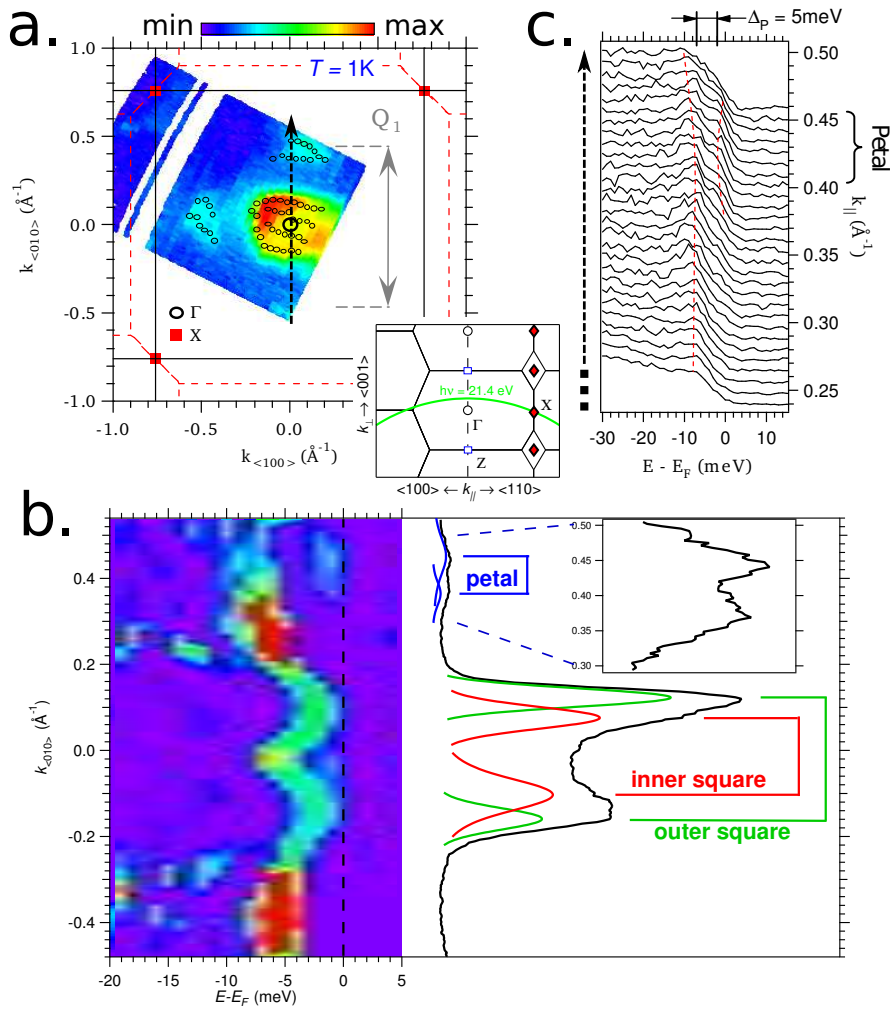 a.
min
max
T = 1K
Q1
1.0
0.5
0.0
-0.5
-1.0
k<010> (Å-1)
Γ
X
-1.0
-0.5
0.0
k<100> (Å-1)
hν = 21.4 eV
X
Γ
Z
k⊥ → <001>
<100> ← k// → <110>
c.
ΔP = 5meV
0.50
0.45
0.40
0.35
0.30
0.25
Petal
k|| (Å-1)
-30
-20
-10
0
10
E - EF (meV)
b.
0.4
0.2
0.0
-0.2
-0.4
k<010> (Å-1)
-20
-15
-10
-5
0
5
E-EF (meV)
petal
0.50
0.45
0.40
0.35
0.30
inner square
outer square